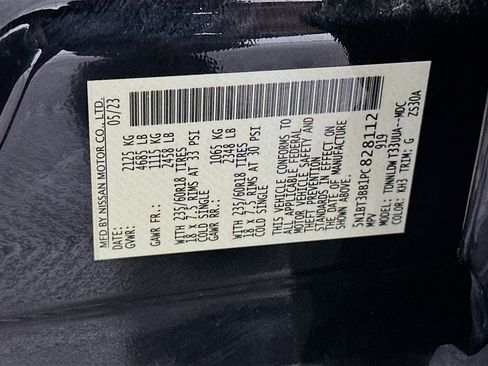 MFD.BY NISSAN MOTOR CO., LTD.
DATE: 05/23
GVWR: 2125 KG
4685 LB
GAWR FR.: 1115 KG
2458 LB
WITH 235/60R18 TIRES
18 X 7.5 RIMS AT 33 PSI
COLD SINGLE
GAWR RR.: 1065 KG
2348 LB
WITH 235/60R18 TIRES
18 X 7.5 RIMS AT 30 PSI
COLD SINGLE
THIS VEHICLE CONFORMS TO
ALL APPLICABLE FEDERAL
MOTOR VEHICLE SAFETY AND
THEFT PREVENTION
STANDARDS IN EFFECT ON
THE DATE OF MANUFACTURE
SHOWN ABOVE.
5N1BT3BB1PC828112
MPV 919
MODEL: TDNNLDWT33UUA--MDC
COLOR: KH3 TRIM: G ZS30A